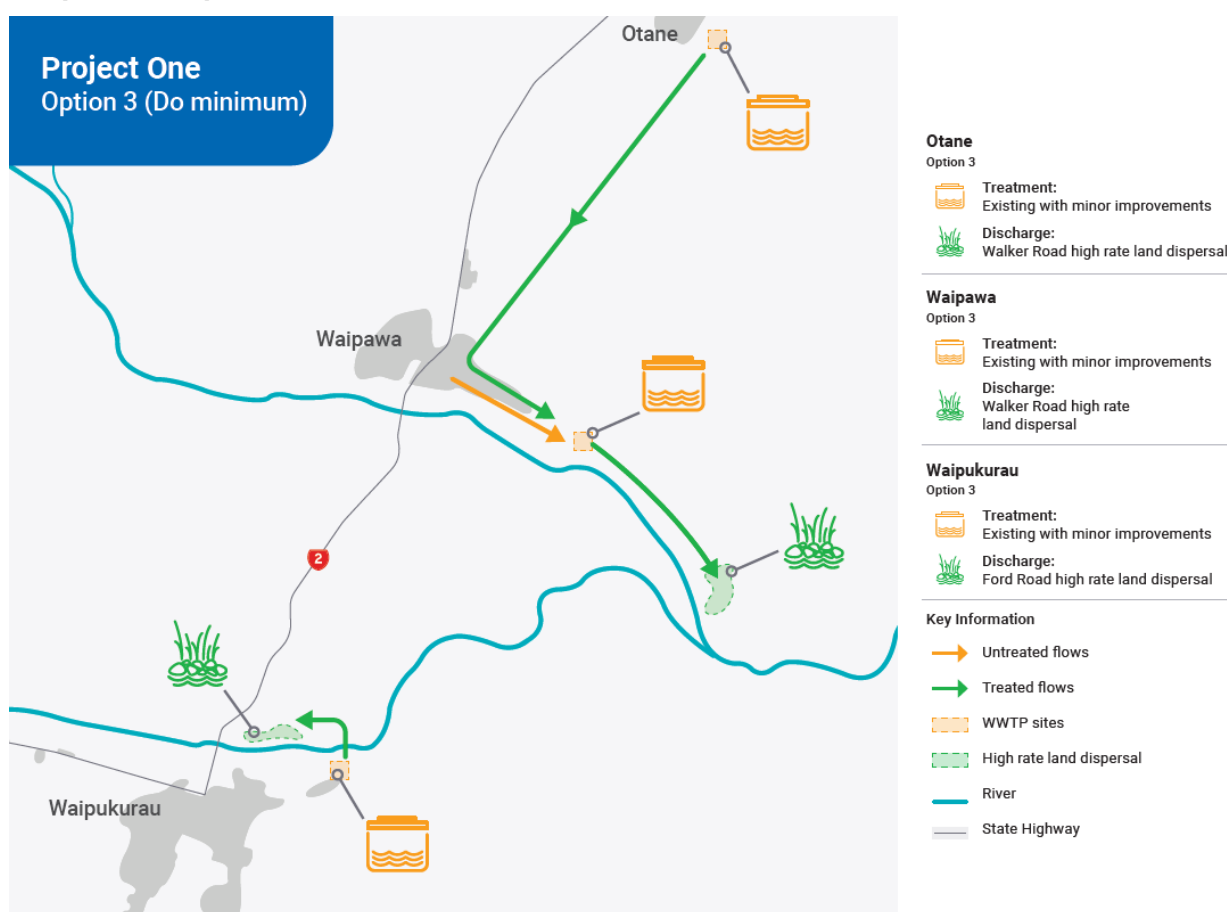 Project One
Option 3 (Do minimum)
Otane
Waipawa
2
Waipukurau
Otane
Option 3
Treatment:
Existing with minor improvements
Discharge:
Walker Road high rate land dispersal
Waipawa
Option 3
Treatment:
Existing with minor improvements
Discharge:
Walker Road high rate
land dispersal
Waipukurau
Option 3
Treatment:
Existing with minor improvements
Discharge:
Ford Road high rate land dispersal
Key Information
Untreated flows
Treated flows
WWTP sites
High rate land dispersal
River
State Highway